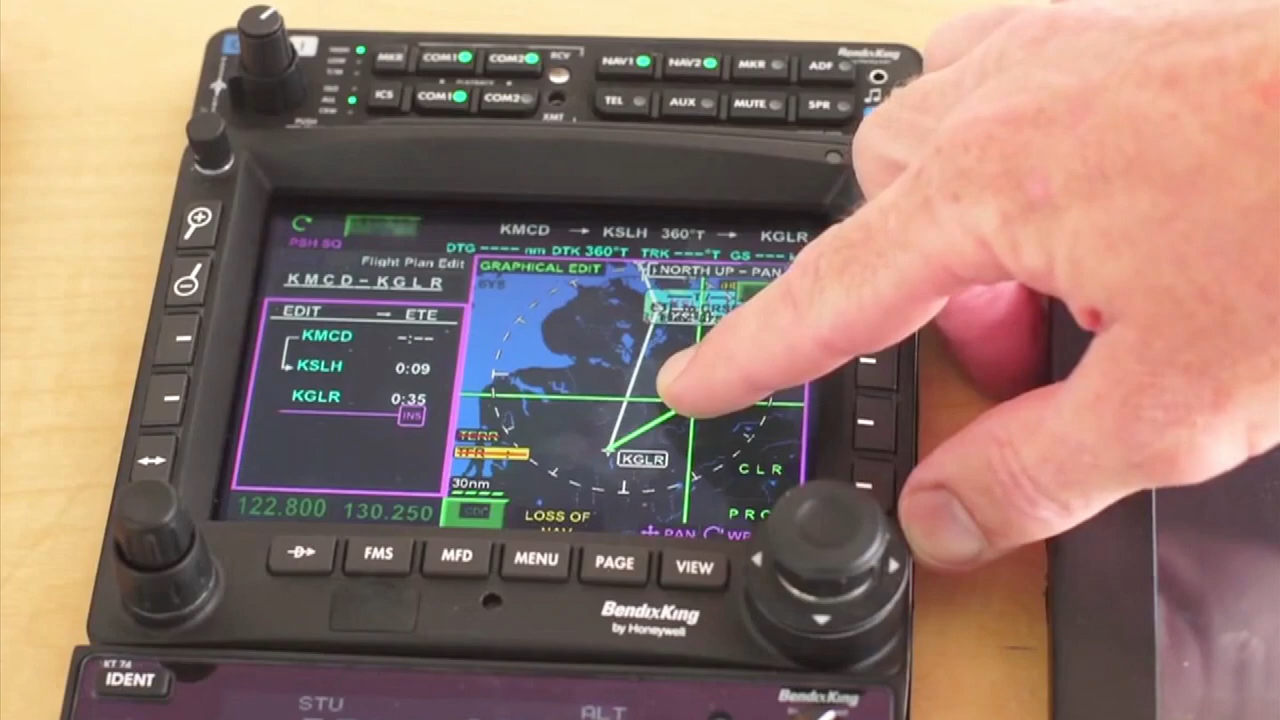 MKR COM1 COM2 RCV NAV1 NAV2 MKR ADF BendixKing
ICS COM1 COM2 XMT TEL AUX MUTE SPR
KMCD → KSLH 360°T → KGLR
PSH SQ
DTG ---- nm DTK 360°T TRK ---°T GS ---
Flight Plan Edit
KMCD-KGLR
GRAPHICAL EDIT
NORTH UP - PAN
EDIT → ETE
KMCD -:--
KSLH 0:09
KGLR 0:35
INS
TERR
TFR
KGLR
CLR
30nm
122.800 130.250
LOSS OF
PAN
FMS MFD MENU PAGE VIEW
BendixKing
by Honeywell
KT 74
IDENT
STU
ALT
BendixKing